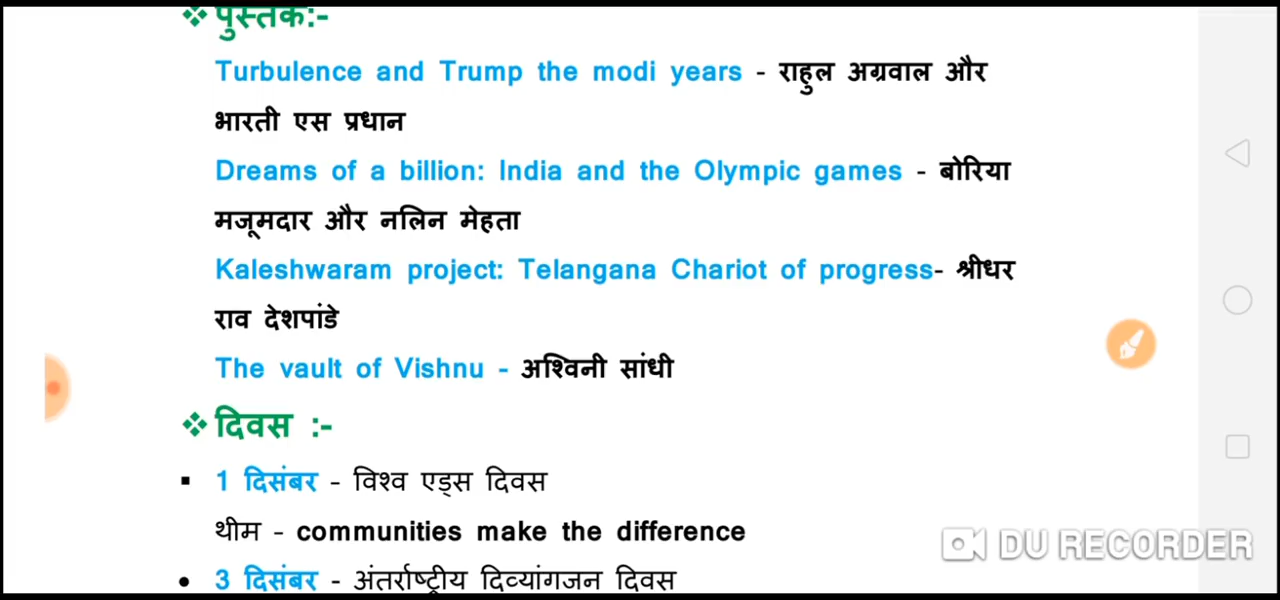 ❖ पुस्तक:-
Turbulence and Trump the modi years - राहुल अग्रवाल और
भारती एस प्रधान
Dreams of a billion: India and the Olympic games - बोरिया
मजूमदार और नलिन मेहता
Kaleshwaram project: Telangana Chariot of progress- श्रीधर
राव देशपांडे
The vault of Vishnu - अश्विनी सांधी
❖ दिवस :-
▪ 1 दिसंबर - विश्व एड्स दिवस
थीम - communities make the difference
• 3 दिसंबर - अंतर्राष्ट्रीय दिव्यांगजन दिवस
DU RECORDER